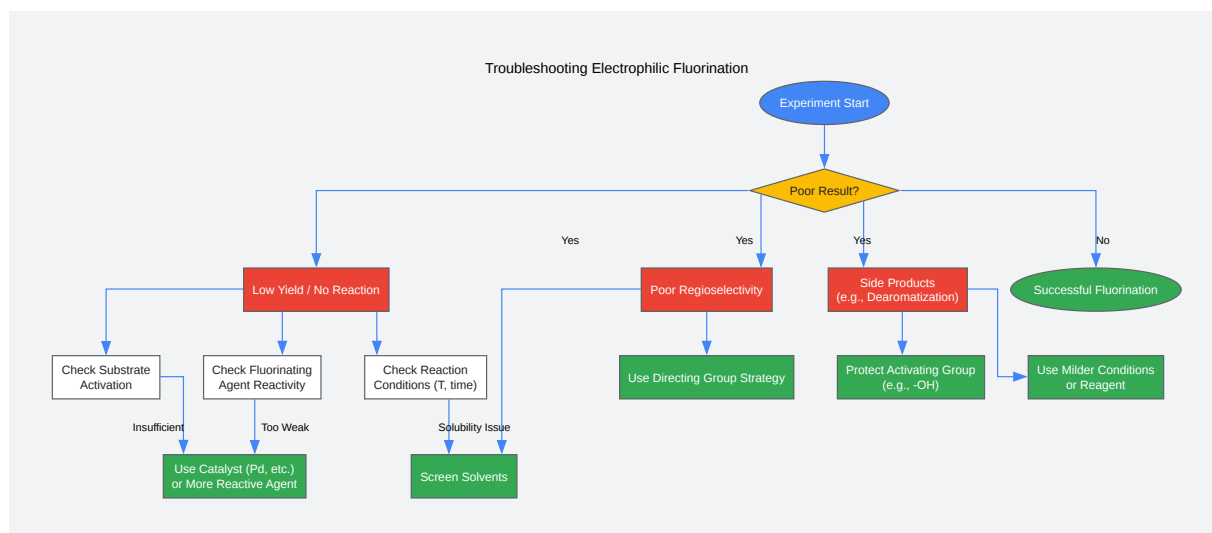 Troubleshooting Electrophilic Fluorination
Experiment Start
Poor Result?
Yes
Yes
Yes
No
Low Yield / No Reaction
Poor Regioselectivity
Side Products
(e.g., Dearomatization)
Successful Fluorination
Check Substrate
Activation
Check Fluorinating
Agent Reactivity
Check Reaction
Conditions (T, time)
Use Directing Group Strategy
Protect Activating Group
(e.g., -OH)
Use Milder Conditions
or Reagent
Insufficient
Too Weak
Solubility Issue
Use Catalyst (Pd, etc.)
or More Reactive Agent
Screen Solvents